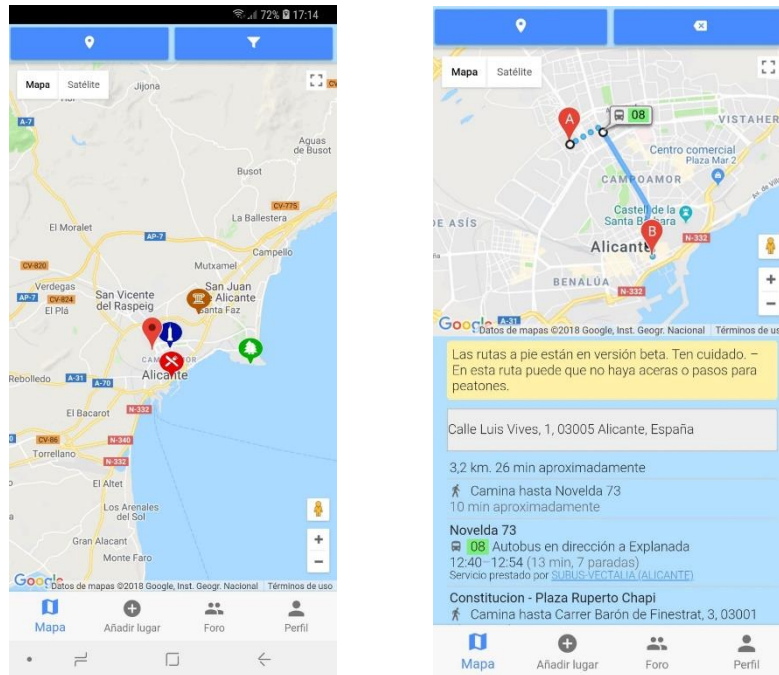 72% 17:14
Mapa Satélite
Jijona
A-7
Aguas
de Busot
Busot
CV-775
La Ballestera
El Moralet
AP-7
Campello
CV-820
Mutxamel
Verdegas
San Juan
de Alicante
AP-7 CV-824
San Vicente
del Raspeig
El Plá
Santa Faz
Alicante
Rebolledo A-31
A-70
El Bacarot
N-332
CV-86
N-340
Torrellano
N-332
El Altet
Los Arenales
del Sol
Gran Alacant
Monte Faro
Google
Datos de mapas ©2018 Google, Inst. Geogr. Nacional Términos de uso
Mapa Añadir lugar Foro Perfil
Mapa Satélite
A
08
VISTAHER
Centro comercial
Plaza Mar 2
CAMPOAMOR
DE ASÍS
Castell de la
Santa Bárbara
B
N-332
Alicante
BENALÚA
N-332
A-31
Google
Datos de mapas ©2018 Google, Inst. Geogr. Nacional Términos de us
Las rutas a pie están en versión beta. Ten cuidado. –
En esta ruta puede que no haya aceras o pasos para
peatones.
Calle Luis Vives, 1, 03005 Alicante, España
3,2 km. 26 min aproximadamente
Camina hasta Novelda 73
10 min aproximadamente
Novelda 73
08 Autobus en dirección a Explanada
12:40–12:54 (13 min, 7 paradas)
Servicio prestado por SUBUS-VECTALIA (ALICANTE)
Constitucion - Plaza Ruperto Chapi
Camina hasta Carrer Barón de Finestrat, 3, 03001
Mapa Añadir lugar Foro Perfil